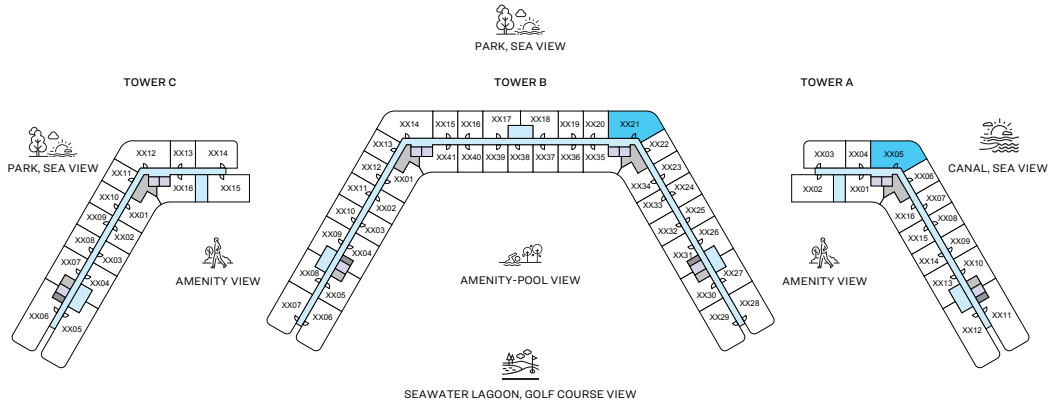 PARK, SEA VIEW
TOWER C
TOWER B
TOWER A
PARK, SEA VIEW
CANAL, SEA VIEW
XX12
XX13
XX14
XX11
XX16
XX15
XX10
XX01
XX09
XX02
XX08
XX03
XX07
XX04
XX06
XX05
AMENITY VIEW
XX14
XX15
XX16
XX17
XX18
XX19
XX20
XX21
XX13
XX41
XX40
XX39
XX38
XX37
XX36
XX35
XX22
XX12
XX01
XX34
XX23
XX11
XX02
XX33
XX24
XX10
XX03
XX32
XX25
XX09
XX04
XX31
XX26
XX08
XX05
XX30
XX27
XX07
XX06
XX29
XX28
AMENITY-POOL VIEW
XX03
XX04
XX05
XX02
XX01
XX06
XX16
XX07
XX15
XX08
XX14
XX09
XX13
XX10
XX12
XX11
AMENITY VIEW
SEAWATER LAGOON, GOLF COURSE VIEW